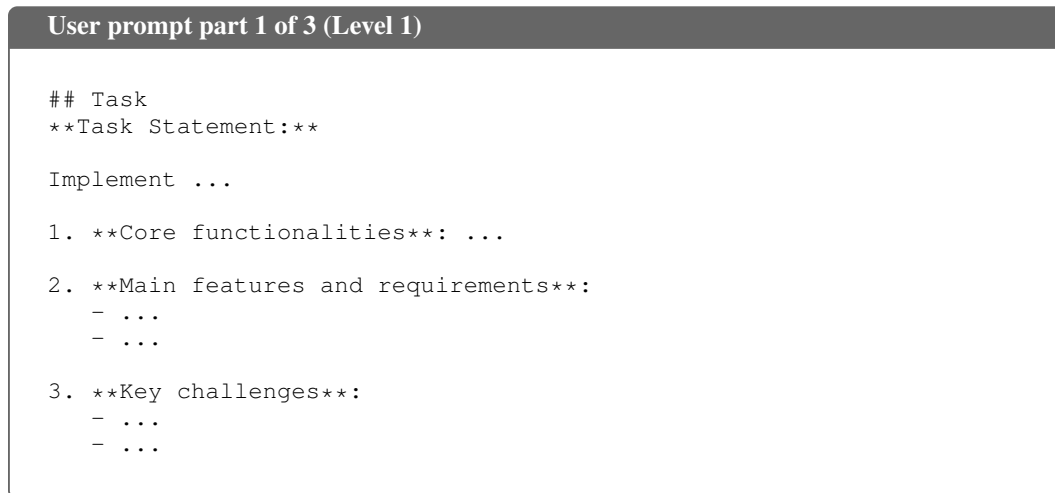 User prompt part 1 of 3 (Level 1)
## Task
**Task Statement:**
Implement ...
1. **Core functionalities**: ...
2. **Main features and requirements**:
- ...
- ...
3. **Key challenges**:
- ...
- ...